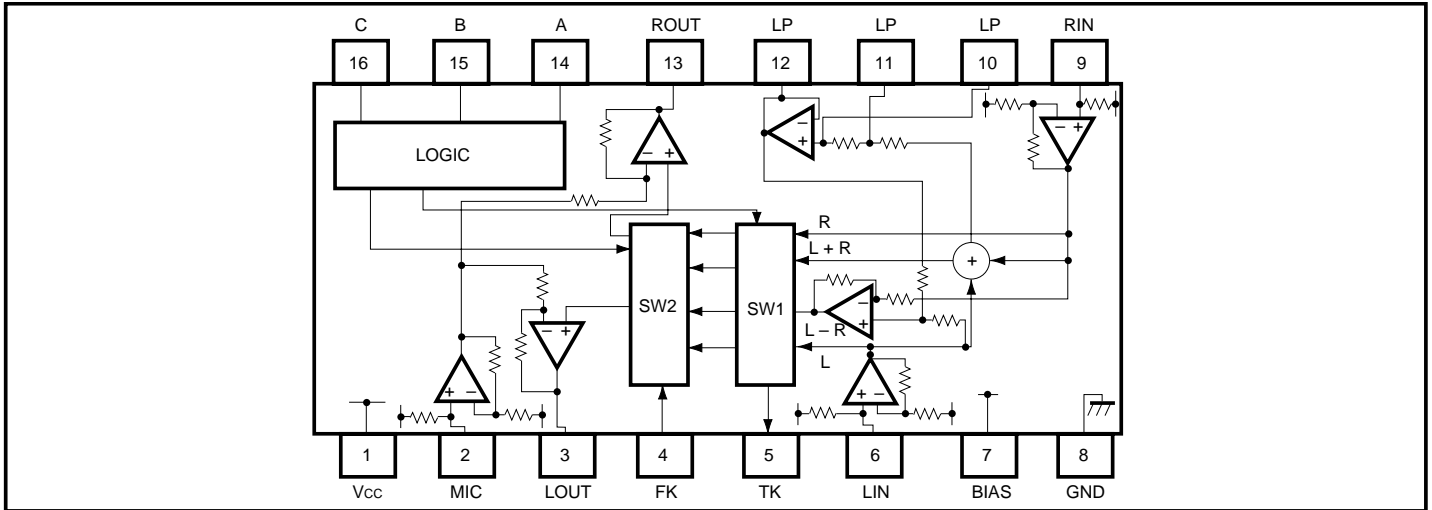 C B A ROUT LP LP LP RIN
16 15 14 13 12 11 10 9
LOGIC
− +
− +
− +
R
L + R
+
SW2
SW1
− +
L − R
− +
L
+ −
+ −
1 2 3 4 5 6 7 8
Vcc MIC LOUT FK TK LIN BIAS GND